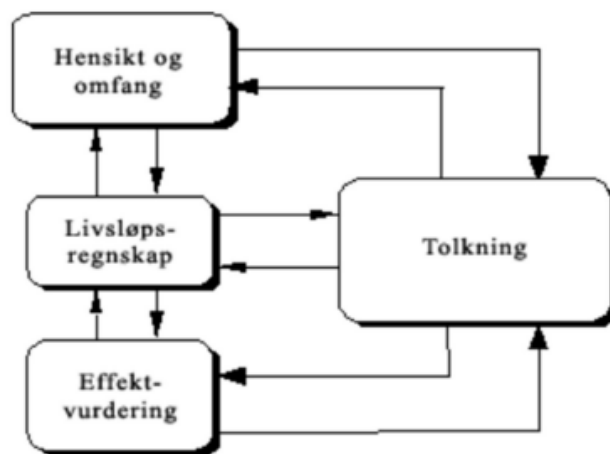 Hensikt og
omfang
Livsløps-
regnskap
Tolkning
Effekt-
vurdering